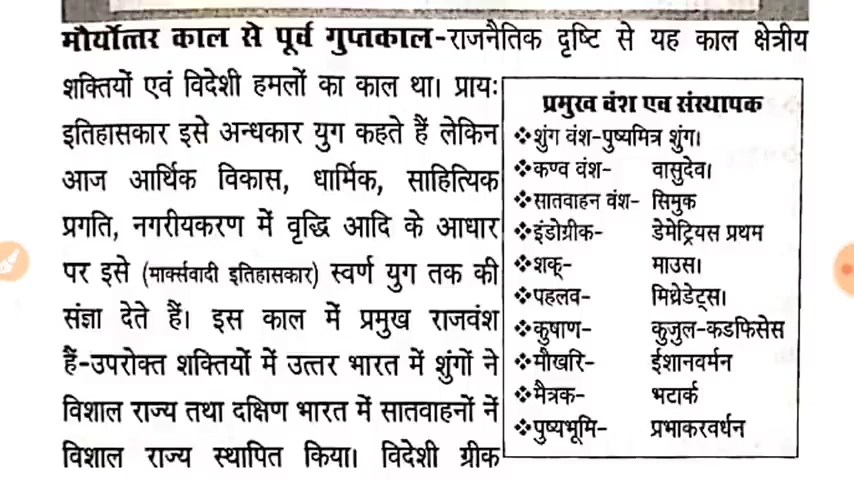 मौर्योत्तर काल से पूर्व गुप्तकाल-राजनैतिक दृष्टि से यह काल क्षेत्रीय
शक्तियों एवं विदेशी हमलों का काल था। प्रायः
इतिहासकार इसे अन्धकार युग कहते हैं लेकिन
आज आर्थिक विकास, धार्मिक, साहित्यिक
प्रगति, नगरीयकरण में वृद्धि आदि के आधार
पर इसे (मार्क्सवादी इतिहासकार) स्वर्ण युग तक की
संज्ञा देते हैं। इस काल में प्रमुख राजवंश
हैं-उपरोक्त शक्तियों में उत्तर भारत में शुंगों ने
विशाल राज्य तथा दक्षिण भारत में सातवाहनों नें
विशाल राज्य स्थापित किया। विदेशी ग्रीक
प्रमुख वंश एव संस्थापक
❖शुंग वंश-पुष्यमित्र शुंग।
❖कण्व वंश- वासुदेव।
❖सातवाहन वंश- सिमुक
❖इंडोग्रीक- डेमेट्रियस प्रथम
❖शक्- माउस।
❖पहलव- मिथ्रेडेट्स।
❖कुषाण- कुजुल-कडफिसेस
❖मौखरि- ईशानवर्मन
❖मैत्रक- भटार्क
❖पुष्यभूमि- प्रभाकरवर्धन